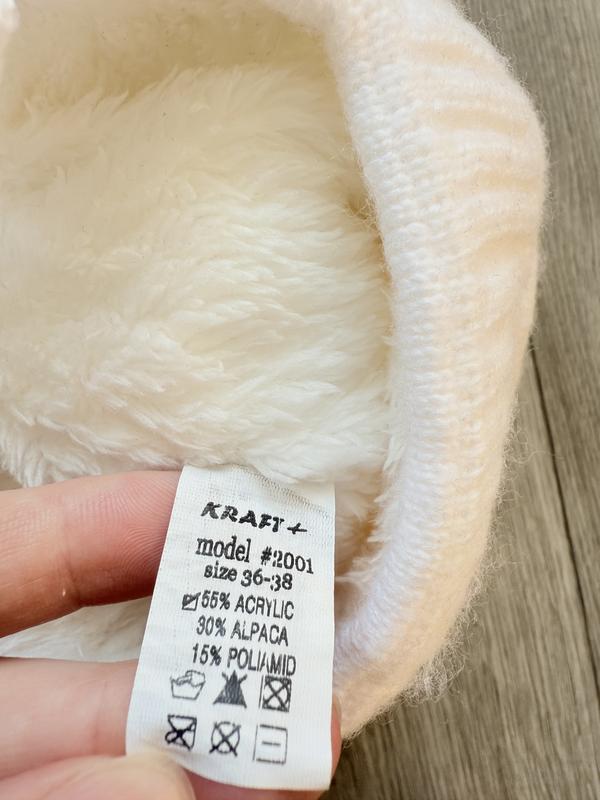 KRAFT+
model #2001
size 36-38
55% ACRYLIC
30% ALPACA
15% POLIAMID